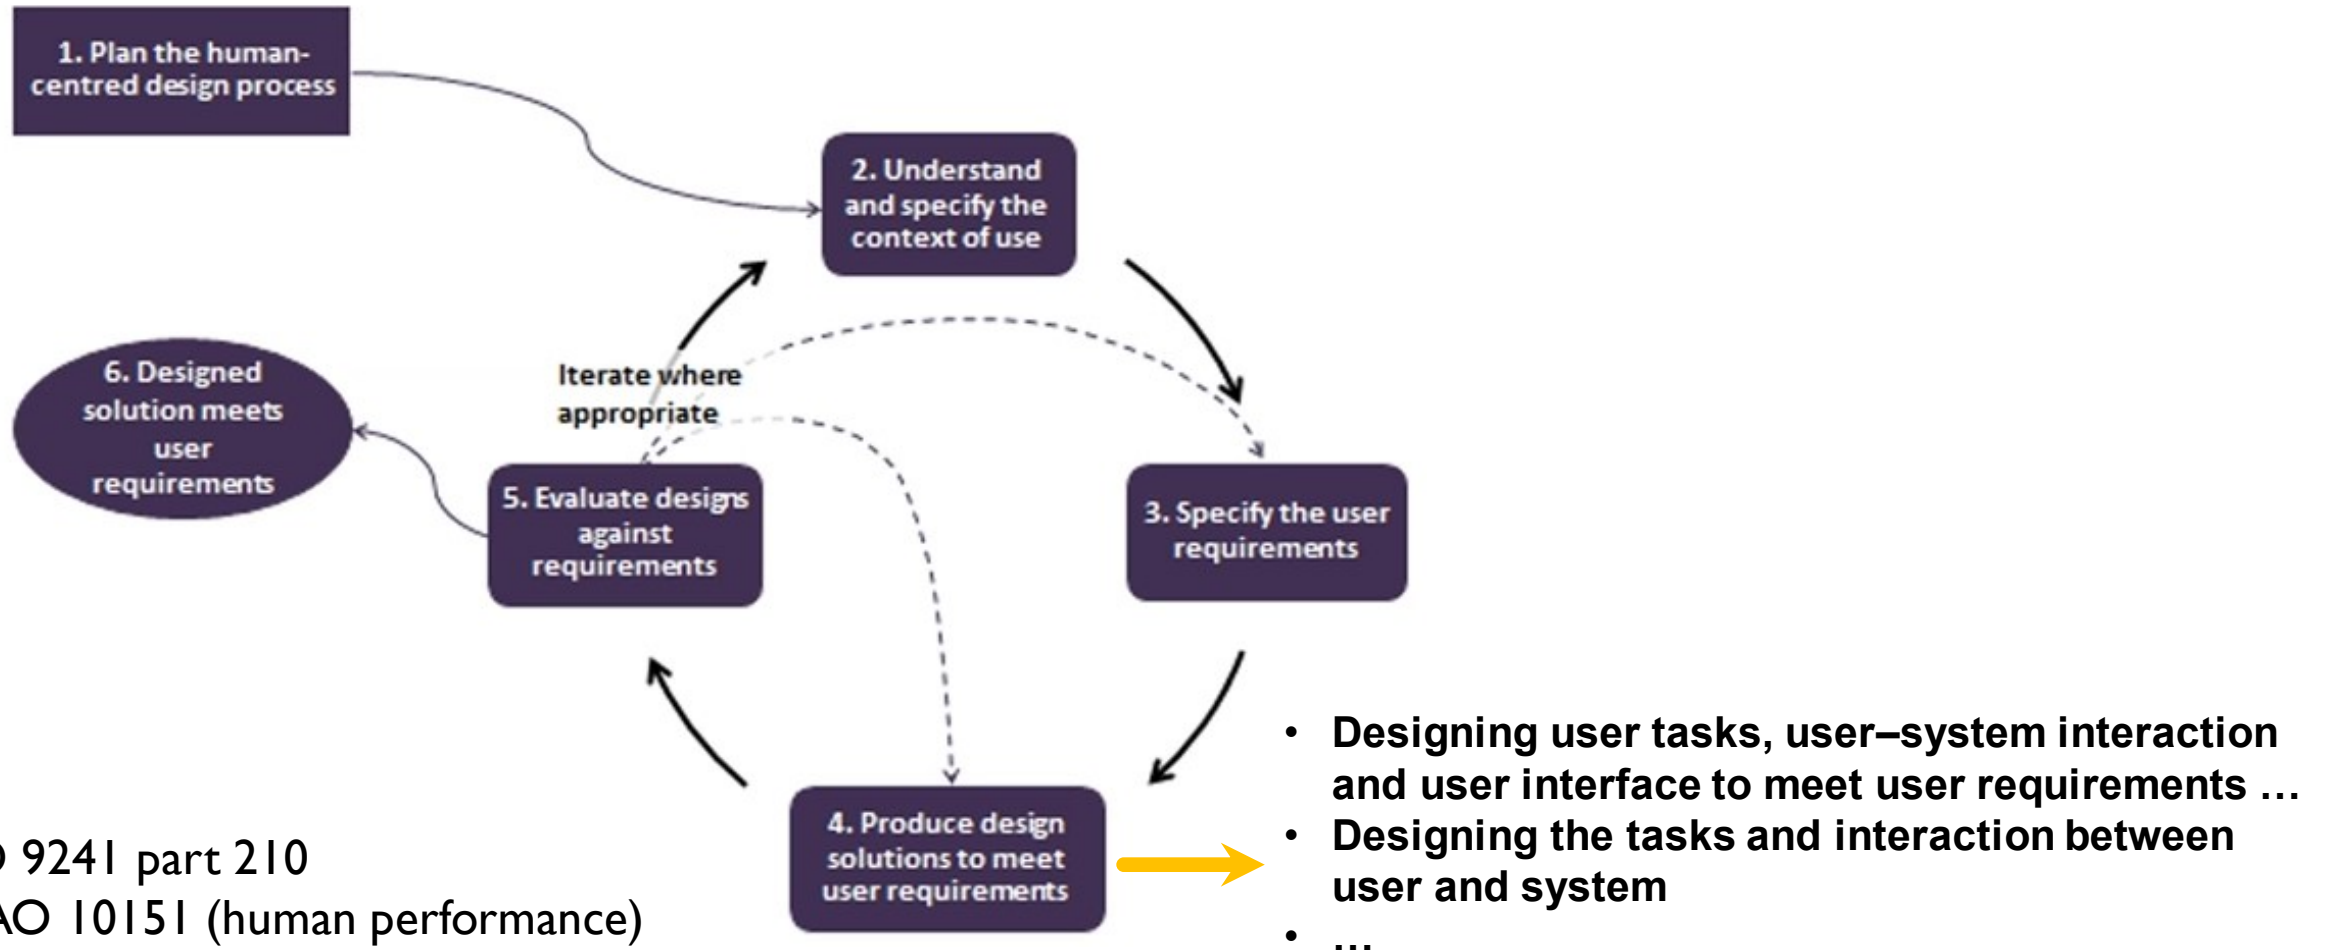 1. Plan the human-
centred design process
2. Understand
and specify the
context of use
Iterate where
appropriate
6. Designed
solution meets
user
requirements
5. Evaluate designs
against
requirements
3. Specify the user
requirements
4. Produce design
solutions to meet
user requirements
• Designing user tasks, user–system interaction
and user interface to meet user requirements …
• Designing the tasks and interaction between
user and system
• …
9241 part 210
10151 (human performance)